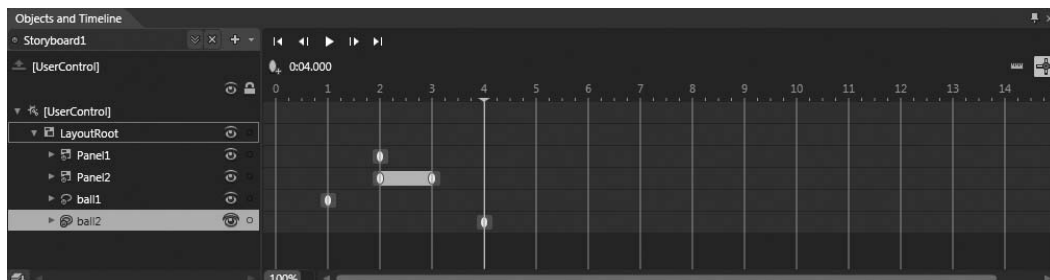 Objects and Timeline
Storyboard1
[UserControl]
0:04.000
0 1 2 3 4 5 6 7 8 9 10 11 12 13 14
[UserControl]
LayoutRoot
Panel1
Panel2
ball1
ball2
100%